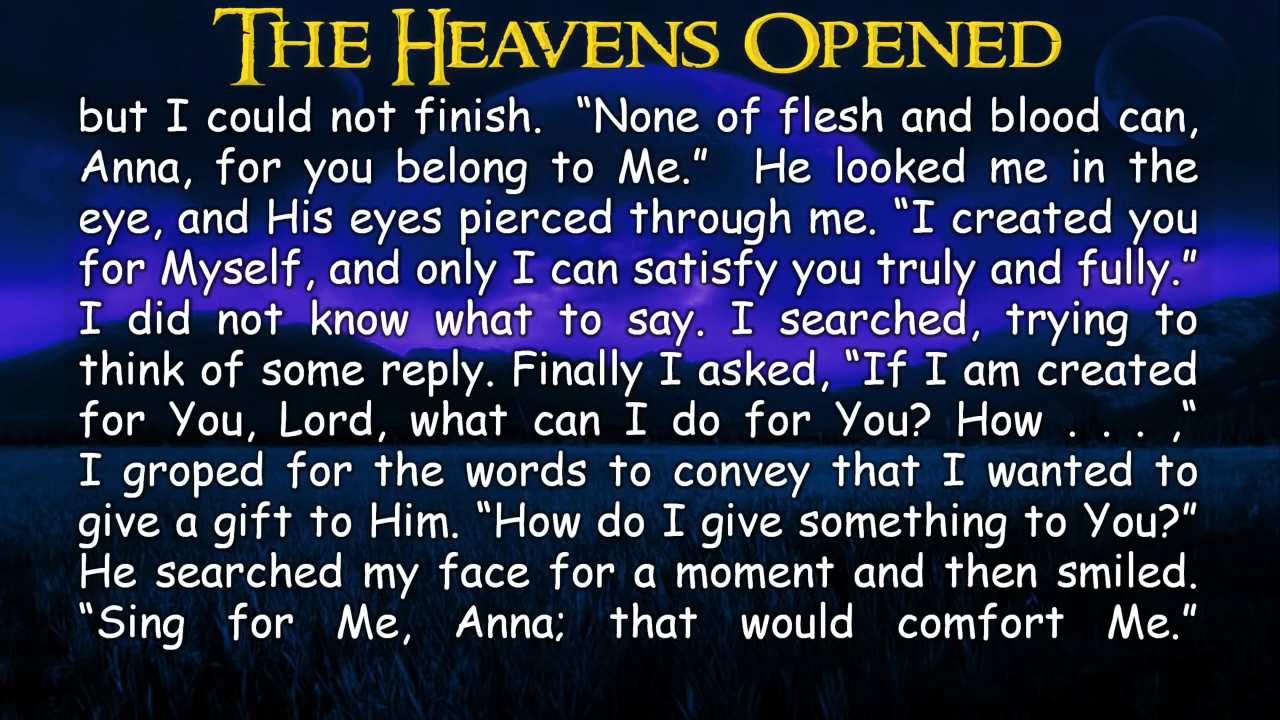 THE HEAVENS OPENED
but I could not finish.  “None of flesh and blood can,
Anna, for you belong to Me.”  He looked me in the
eye, and His eyes pierced through me. “I created you
for Myself, and only I can satisfy you truly and fully.”
I did not know what to say. I searched, trying to
think of some reply. Finally I asked, “If I am created
for You, Lord, what can I do for You? How . . . ,“
I groped for the words to convey that I wanted to
give a gift to Him. “How do I give something to You?”
He searched my face for a moment and then smiled.
“Sing for Me, Anna; that would comfort Me.”